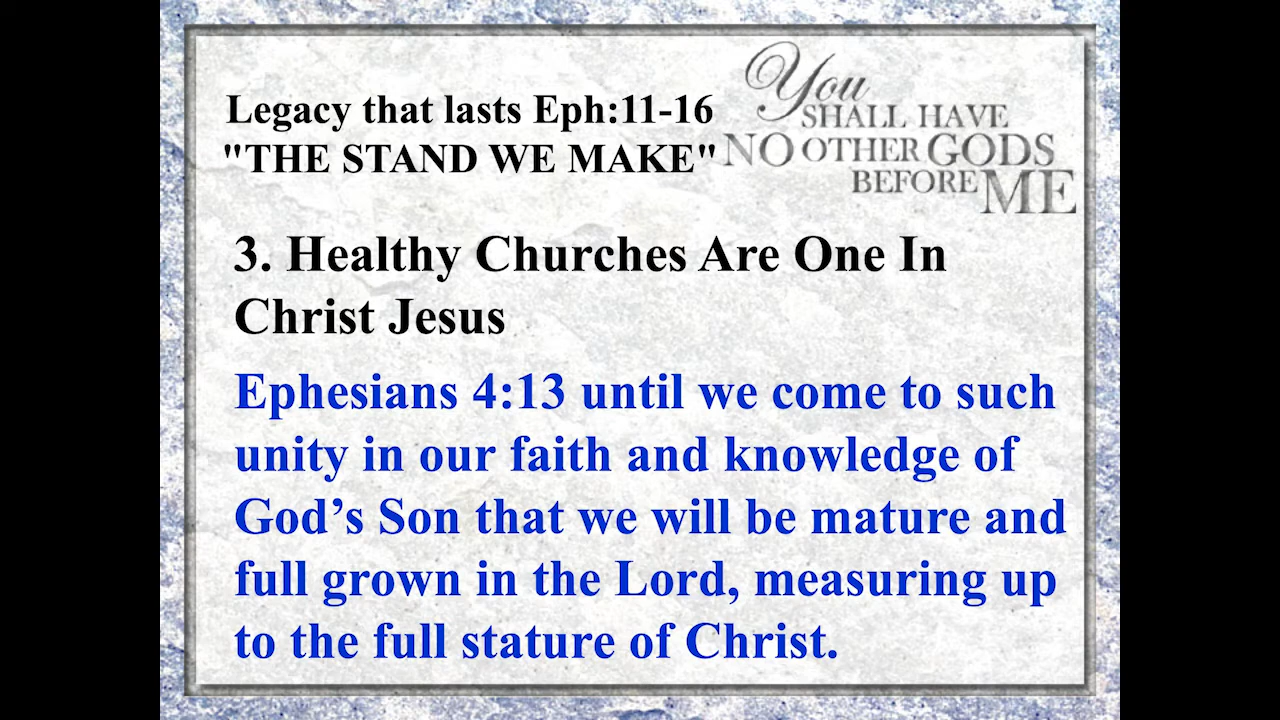 Legacy that lasts Eph:11-16
"THE STAND WE MAKE"
You
SHALL HAVE
NO OTHER GODS
BEFORE ME
3. Healthy Churches Are One In
Christ Jesus
Ephesians 4:13 until we come to such
unity in our faith and knowledge of
God’s Son that we will be mature and
full grown in the Lord, measuring up
to the full stature of Christ.